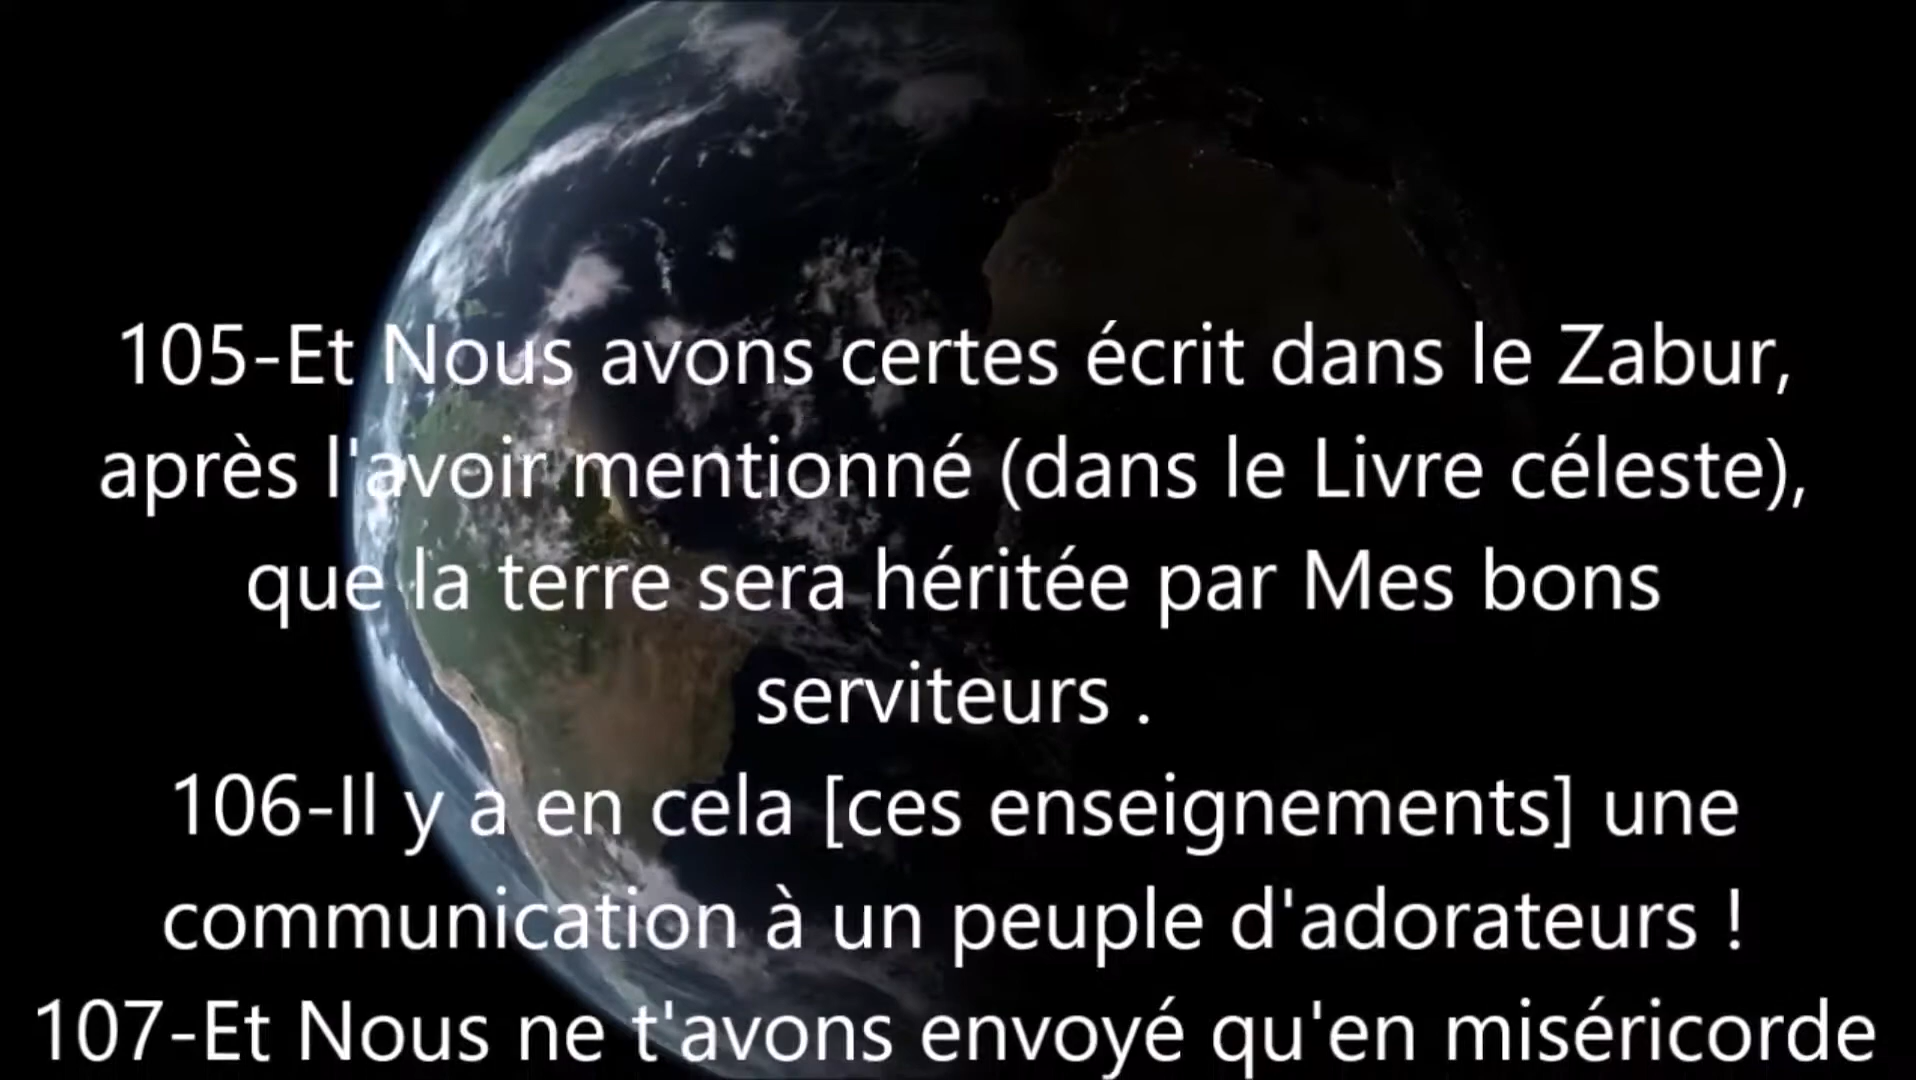 105-Et Nous avons certes écrit dans le Zabur,
après l'avoir mentionné (dans le Livre céleste),
que la terre sera héritée par Mes bons
serviteurs .
106-Il y a en cela [ces enseignements] une
communication à un peuple d'adorateurs !
107-Et Nous ne t'avons envoyé qu'en miséricorde